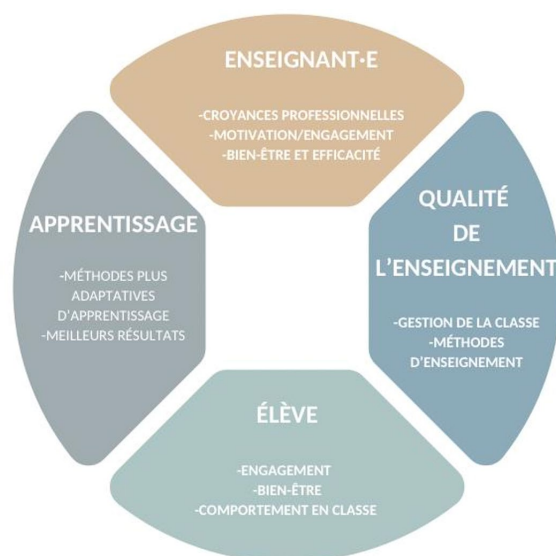 ENSEIGNANT·E
-CROYANCES PROFESSIONNELLES
-MOTIVATION/ENGAGEMENT
-BIEN-ÊTRE ET EFFICACITÉ
QUALITÉ
DE
L'ENSEIGNEMENT
-GESTION DE LA CLASSE
-MÉTHODES
D'ENSEIGNEMENT
ÉLÈVE
-ENGAGEMENT
-BIEN-ÊTRE
-COMPORTEMENT EN CLASSE
APPRENTISSAGE
-MÉTHODES PLUS
ADAPTATIVES
D'APPRENTISSAGE
-MEILLEURS RÉSULTATS